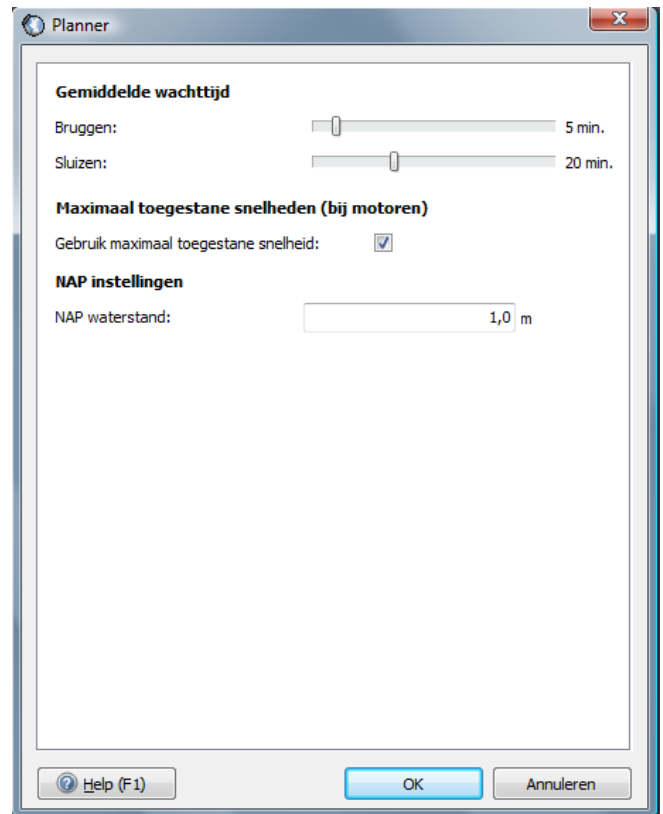 Planner
Gemiddelde wachttijd
Bruggen: 5 min.
Sluizen: 20 min.
Maximaal toegestane snelheden (bij motoren)
Gebruik maximaal toegestane snelheid:
NAP instellingen
NAP waterstand: 1,0 m
Help (F1) OK Annuleren